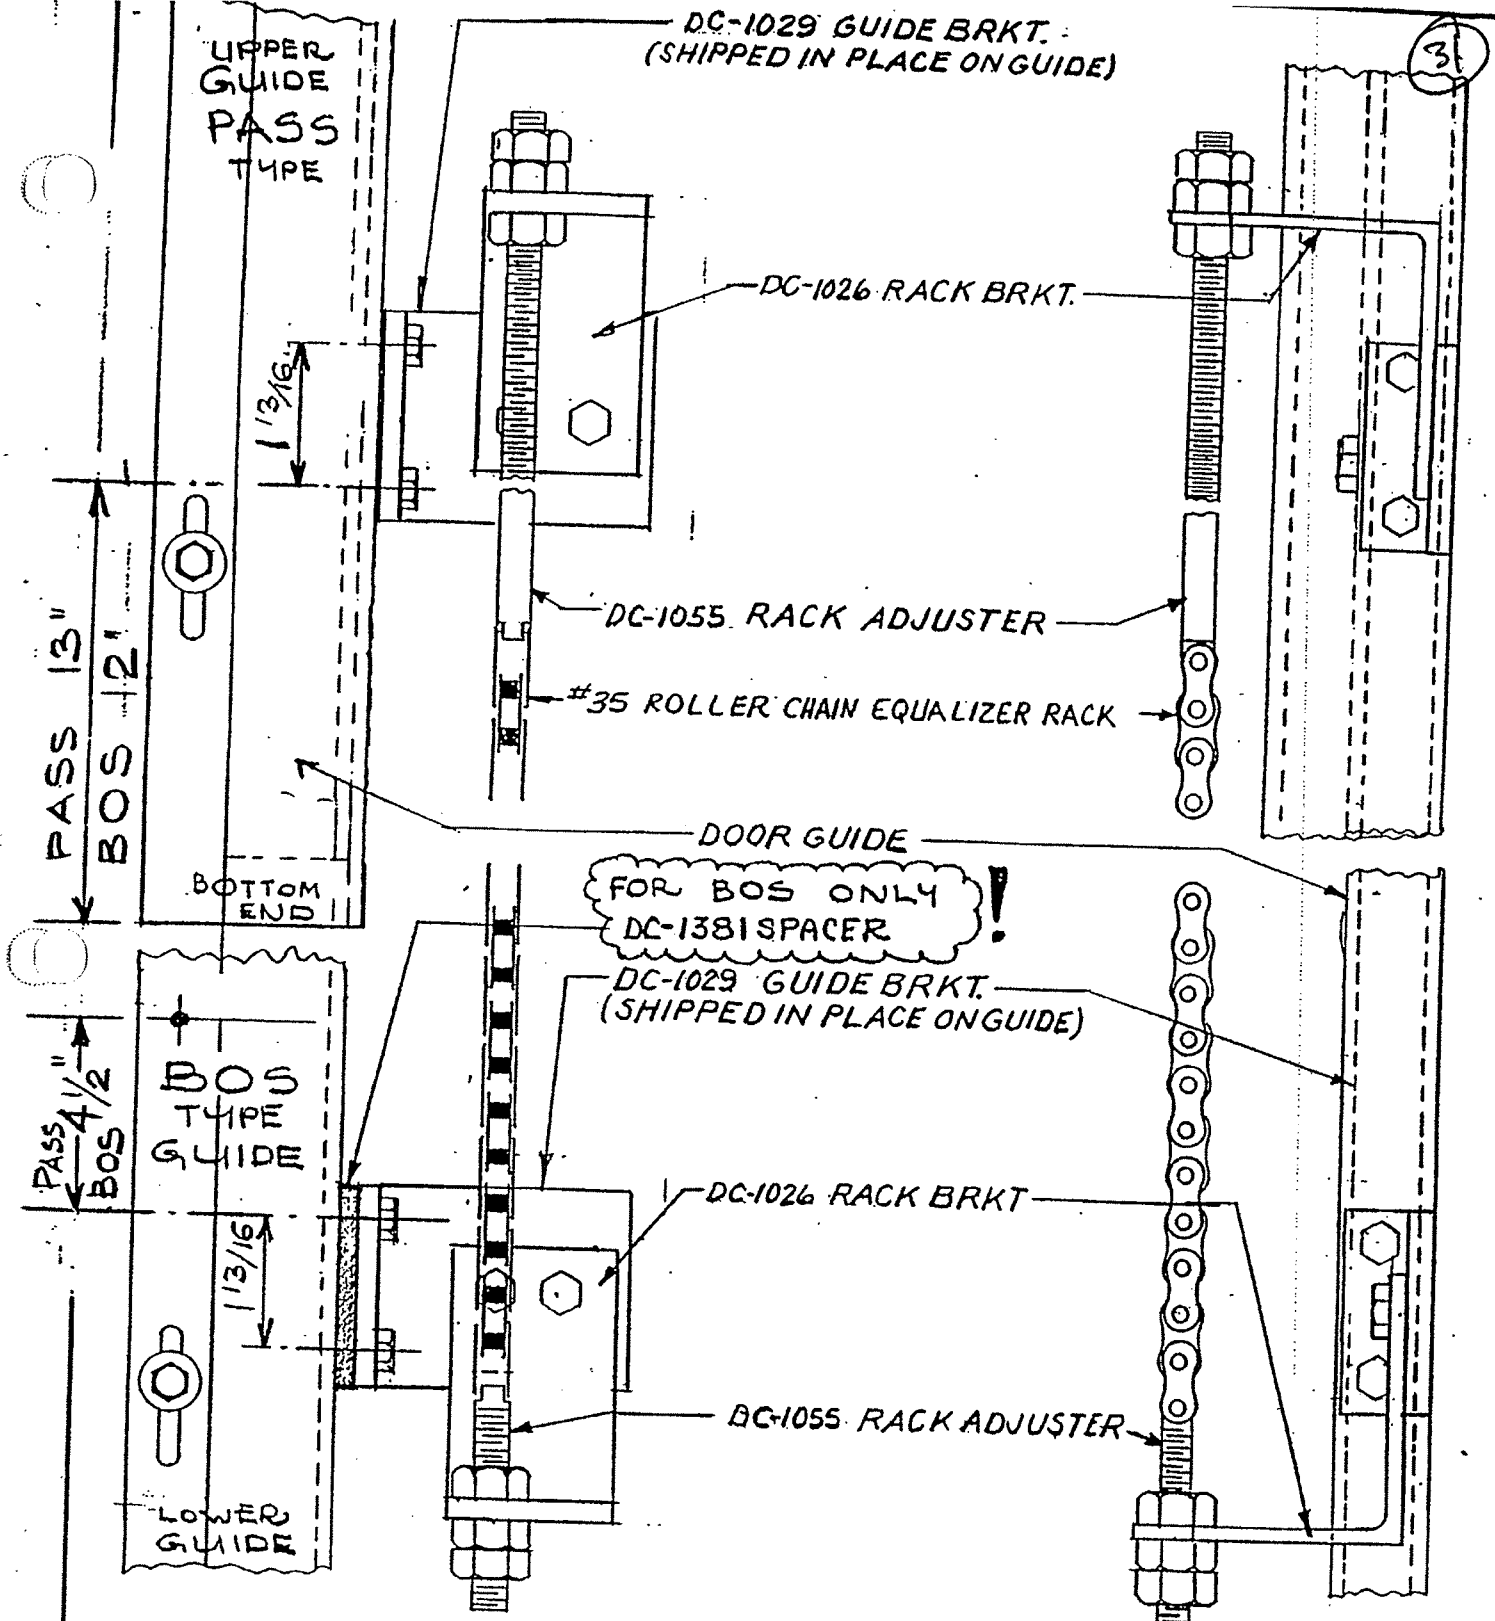 DC-1029 GUIDE BRKT.
(SHIPPED IN PLACE ON GUIDE)
3
UPPER
GUIDE
PASS
TYPE
DC-1026 RACK BRKT.
1 13/16
PASS 13"
BOS 12"
DC-1055 RACK ADJUSTER
#35 ROLLER CHAIN EQUALIZER RACK
DOOR GUIDE
BOTTOM
END
FOR BOS ONLY
DC-1381 SPACER
!
DC-1029 GUIDE BRKT.
(SHIPPED IN PLACE ON GUIDE)
PASS
4 1/2"
BOS
BOS
TYPE
GUIDE
DC-1026 RACK BRKT
1 13/16
DC-1055 RACK ADJUSTER
LOWER
GUIDE